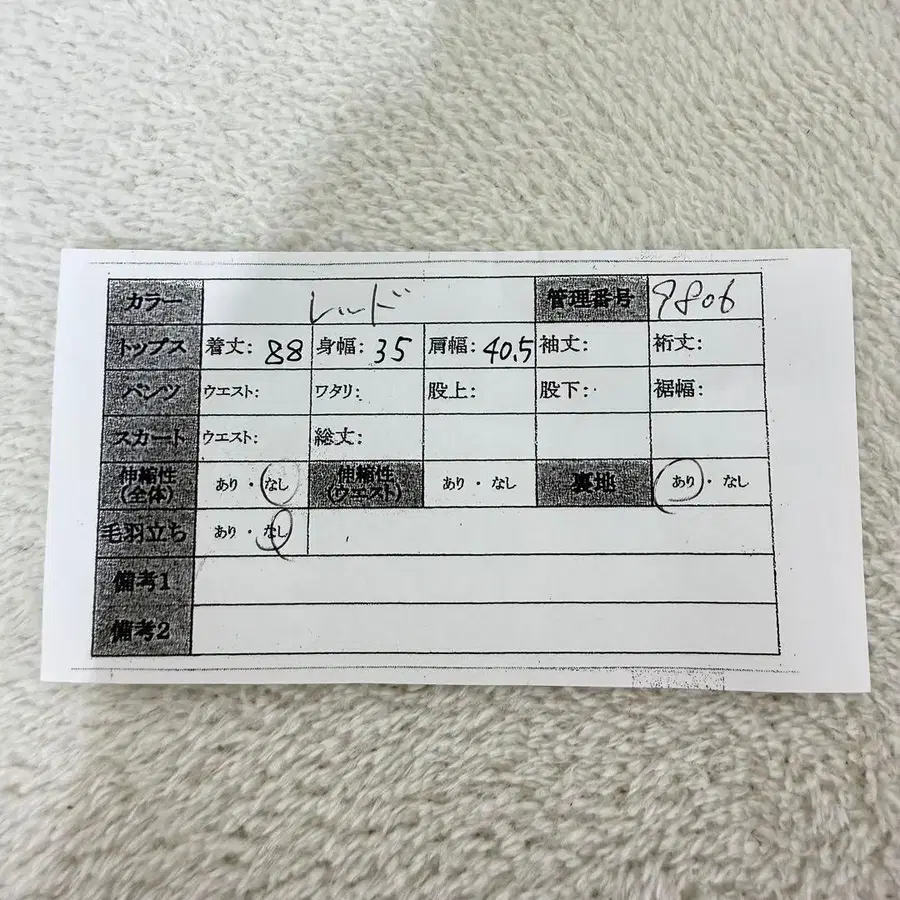 カラー レッド 管理番号 9806
トップス 着丈: 88 身幅: 35 肩幅: 40.5 袖丈: 裄丈:
パンツ ウエスト: ワタリ: 股上: 股下: 裾幅:
スカート ウエスト: 総丈:
伸縮性(全体) あり・なし 伸縮性(ウエスト) あり・なし 裏地 あり・なし
毛羽立ち あり・なし
備考1
備考2